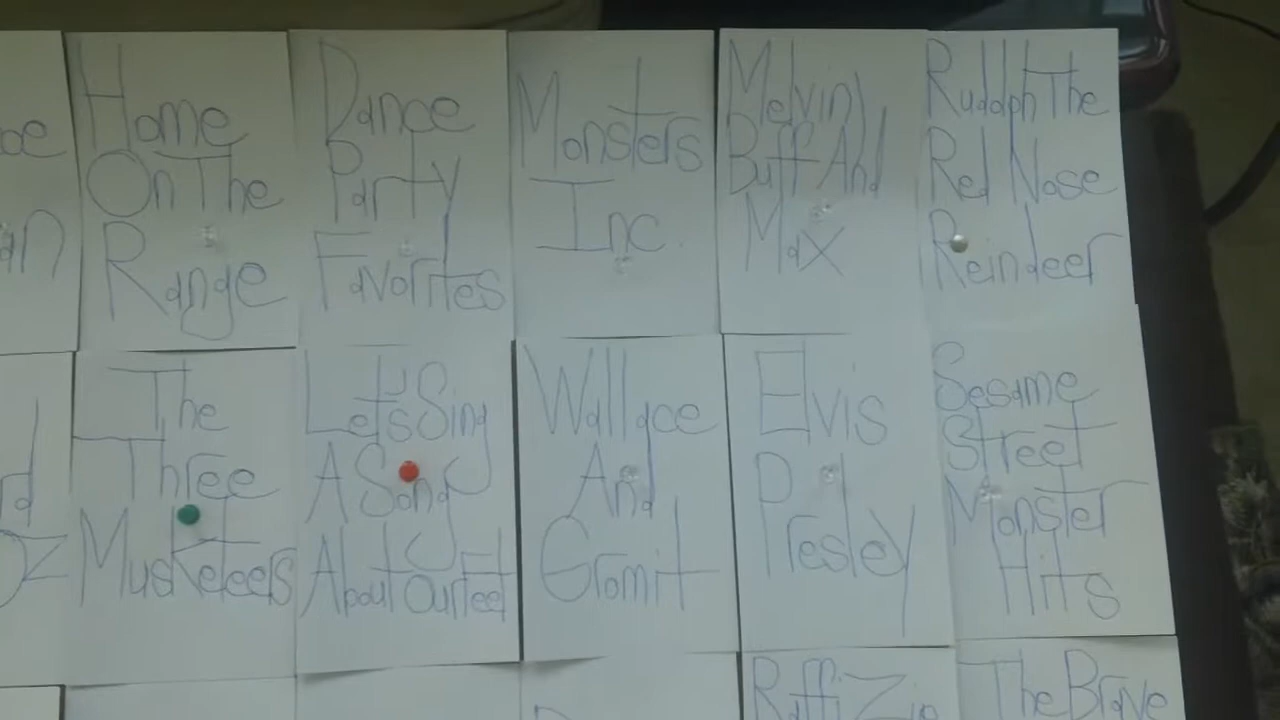 Home
On The
Range
Dance
Party
Favorites
Monsters
Inc.
Melvin,
Buff And
Max
Rudolph The
Red Nose
Reindeer
The
Three
Musketeers
Let's Sing
A Song
About Our Feet
Wallace
And
Gromit
Elvis
Presley
Sesame
Street
Monster
Hits
Raffi
The Brave